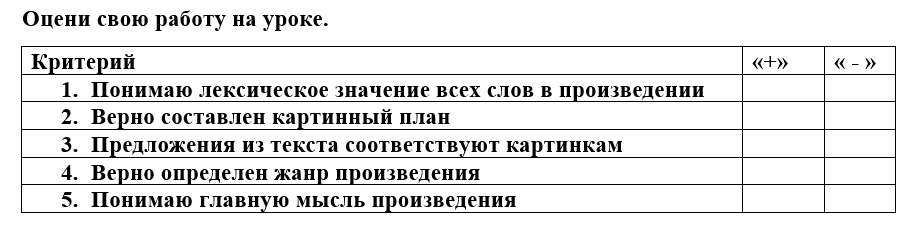 Оцени свою работу на уроке.
Критерий «+» « - »
1. Понимаю лексическое значение всех слов в произведении
2. Верно составлен картинный план
3. Предложения из текста соответствуют картинкам
4. Верно определен жанр произведения
5. Понимаю главную мысль произведения